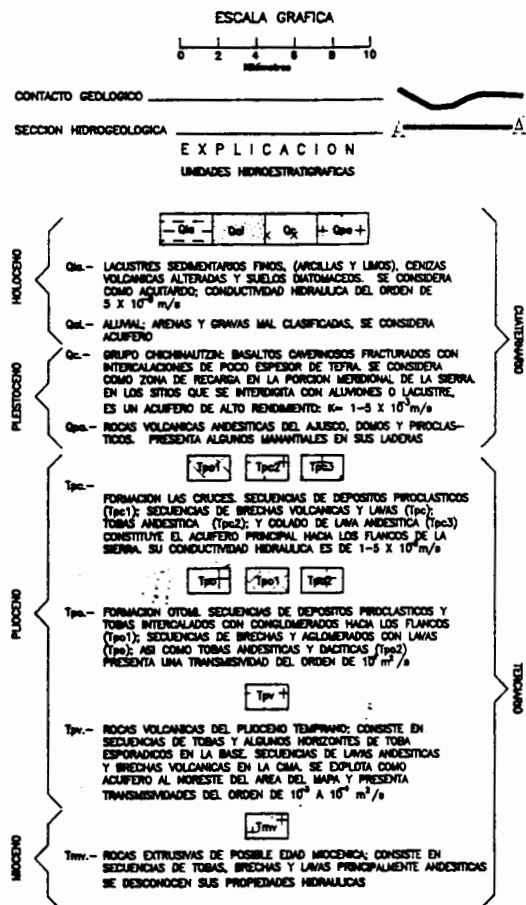 ESCALA GRAFICA
0 2 4 6 8 10
Kilómetros
CONTACTO GEOLOGICO
SECCION HIDROGEOLOGICA A A
EXPLICACION
UNIDADES HIDROESTRATIGRAFICAS
Qla Qal Qc Qpa
HOLOCENO
Qla.- LACUSTRES SEDIMENTARIOS FINOS, (ARCILLAS Y LIMOS), CENIZAS
VOLCANICAS ALTERADAS Y SUELOS DIATOMACEOS. SE CONSIDERA
COMO ACUITARDO; CONDUCTIVIDAD HIDRAULICA DEL ORDEN DE
5 X 10 m/s
Qal.- ALUVIAL; ARENAS Y GRAVAS MAL CLASIFICADAS, SE CONSIDERA
ACUIFERO
CUATERNARIO
PLEISTOCENO
Qc.- GRUPO CHICHINAUTZIN: BASALTOS CAVERNOSOS FRACTURADOS CON
INTERCALACIONES DE POCO ESPESOR DE TEFRA. SE CONSIDERA
COMO ZONA DE RECARGA EN LA PORCION MERIDIONAL DE LA SIERRA.
EN LOS SITIOS QUE SE INTERDIGITA CON ALUVIONES O LACUSTRE,
ES UN ACUIFERO DE ALTO RENDIMIENTO: K= 1-5 X 10⁻³m/s
Qpa.- ROCAS VOLCANICAS ANDESITICAS DEL AJUSCO, DOMOS Y PIROCLAS-
TICOS. PRESENTA ALGUNOS MANANTIALES EN SUS LADERAS
Tpc1 Tpc2 Tpc3
Tpc.-
FORMACION LAS CRUCES. SECUENCIAS DE DEPOSITOS PIROCLASTICOS
(Tpc1); SECUENCIAS DE BRECHAS VOLCANICAS Y LAVAS (Tpc);
TOBAS ANDESITICA (Tpc2); Y COLADO DE LAVA ANDESITICA (Tpc3)
CONSTITUYE EL ACUIFERO PRINCIPAL HACIA LOS FLANCOS DE LA
SIERRA. SU CONDUCTIVIDAD HIDRAULICA ES DE 1-5 X 10 m/s
PLIOCENO
Tpo Tpo1 Tpo2
Tpo.- FORMACION OTOMI. SECUENCIAS DE DEPOSITOS PIROCLASTICOS Y
TOBAS INTERCALADOS CON CONGLOMERADOS HACIA LOS FLANCOS
(Tpo1); SECUENCIAS DE BRECHAS Y AGLOMERADOS CON LAVAS
(Tpo); ASI COMO TOBAS ANDESITICAS Y DACITICAS (Tpo2)
PRESENTA UNA TRANSMISIVIDAD DEL ORDEN DE 10 m²/s
TERCIARIO
Tpv
Tpv.- ROCAS VOLCANICAS DEL PLIOCENO TEMPRANO; CONSISTE EN
SECUENCIAS DE TOBAS Y ALGUNOS HORIZONTES DE TOBA
ESPORADICOS EN LA BASE. SECUENCIAS DE LAVAS ANDESITICAS
Y BRECHAS VOLCANICAS EN LA CIMA. SE EXPLOTA COMO
ACUIFERO AL NORESTE DEL AREA DEL MAPA Y PRESENTA
TRANSMISIVIDADES DEL ORDEN DE 10⁻³ A 10⁻⁴ m²/s
MIOCENO
Tmv
Tmv.- ROCAS EXTRUSIVAS DE POSIBLE EDAD MIOCENICA; CONSISTE EN
SECUENCIAS DE TOBAS, BRECHAS Y LAVAS PRINCIPALMENTE ANDESITICAS
SE DESCONOCEN SUS PROPIEDADES HIDRAULICAS